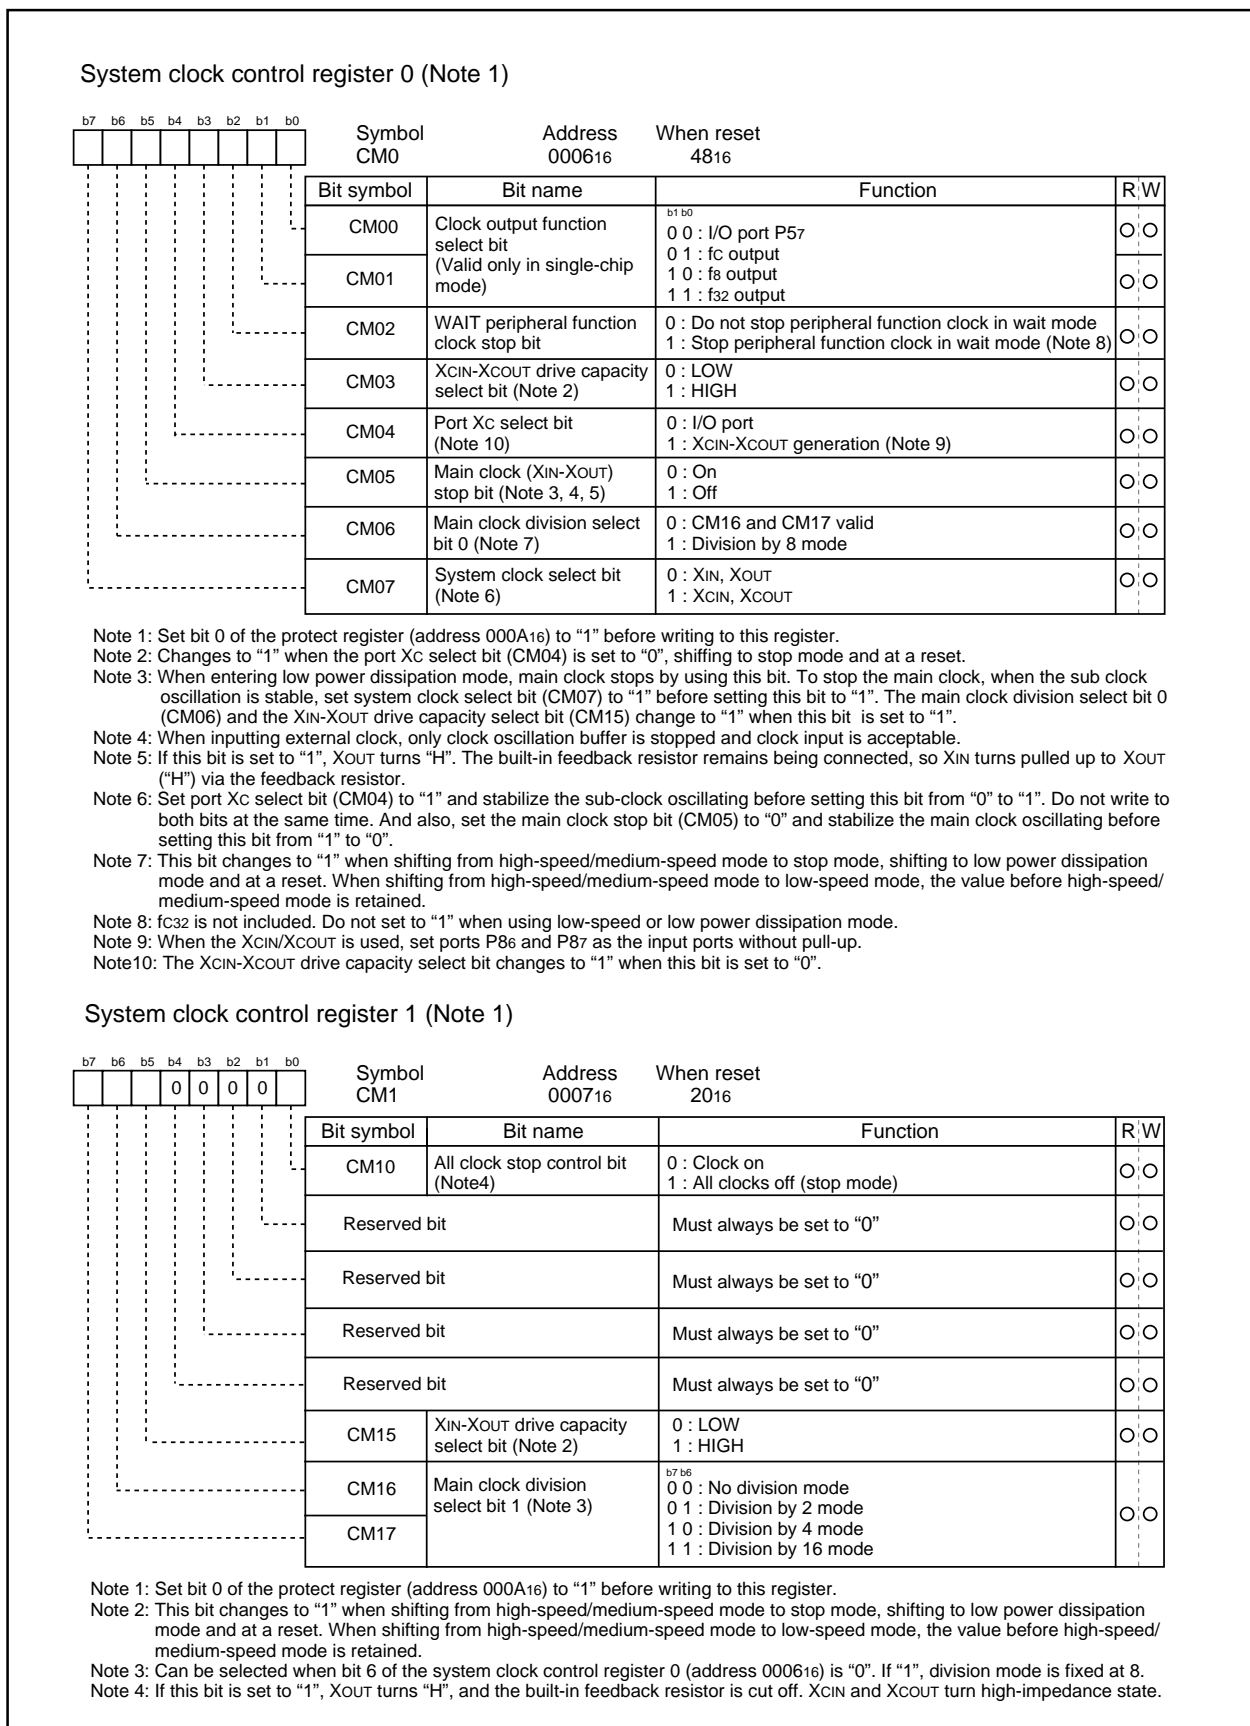 System clock control register 0 (Note 1)
b7 b6 b5 b4 b3 b2 b1 b0
Symbol Address When reset
CM0 000616 4816
Bit symbol Bit name Function R W
CM00 Clock output function select bit (Valid only in single-chip mode)
b1 b0
0 0 : I/O port P57
0 1 : fC output
CM01
1 0 : f8 output
1 1 : f32 output
CM02 WAIT peripheral function clock stop bit
0 : Do not stop peripheral function clock in wait mode
1 : Stop peripheral function clock in wait mode (Note 8)
CM03 XCIN-XCOUT drive capacity select bit (Note 2)
0 : LOW
1 : HIGH
CM04 Port XC select bit (Note 10)
0 : I/O port
1 : XCIN-XCOUT generation (Note 9)
CM05 Main clock (XIN-XOUT) stop bit (Note 3, 4, 5)
0 : On
1 : Off
CM06 Main clock division select bit 0 (Note 7)
0 : CM16 and CM17 valid
1 : Division by 8 mode
CM07 System clock select bit (Note 6)
0 : XIN, XOUT
1 : XCIN, XCOUT
Note 1: Set bit 0 of the protect register (address 000A16) to “1” before writing to this register.
Note 2: Changes to “1” when the port XC select bit (CM04) is set to “0”, shiffing to stop mode and at a reset.
Note 3: When entering low power dissipation mode, main clock stops by using this bit. To stop the main clock, when the sub clock
oscillation is stable, set system clock select bit (CM07) to “1” before setting this bit to “1”. The main clock division select bit 0
(CM06) and the XIN-XOUT drive capacity select bit (CM15) change to “1” when this bit is set to “1”.
Note 4: When inputting external clock, only clock oscillation buffer is stopped and clock input is acceptable.
Note 5: If this bit is set to “1”, XOUT turns “H”. The built-in feedback resistor remains being connected, so XIN turns pulled up to XOUT
(“H”) via the feedback resistor.
Note 6: Set port XC select bit (CM04) to “1” and stabilize the sub-clock oscillating before setting this bit from “0” to “1”. Do not write to
both bits at the same time. And also, set the main clock stop bit (CM05) to “0” and stabilize the main clock oscillating before
setting this bit from “1” to “0”.
Note 7: This bit changes to “1” when shifting from high-speed/medium-speed mode to stop mode, shifting to low power dissipation
mode and at a reset. When shifting from high-speed/medium-speed mode to low-speed mode, the value before high-speed/
medium-speed mode is retained.
Note 8: fC32 is not included. Do not set to “1” when using low-speed or low power dissipation mode.
Note 9: When the XCIN/XCOUT is used, set ports P86 and P87 as the input ports without pull-up.
Note10: The XCIN-XCOUT drive capacity select bit changes to “1” when this bit is set to “0”.
System clock control register 1 (Note 1)
b7 b6 b5 b4 b3 b2 b1 b0
0 0 0 0
Symbol Address When reset
CM1 000716 2016
Bit symbol Bit name Function R W
CM10 All clock stop control bit (Note4)
0 : Clock on
1 : All clocks off (stop mode)
Reserved bit Must always be set to “0”
Reserved bit Must always be set to “0”
Reserved bit Must always be set to “0”
Reserved bit Must always be set to “0”
CM15 XIN-XOUT drive capacity select bit (Note 2)
0 : LOW
1 : HIGH
CM16 Main clock division select bit 1 (Note 3)
b7 b6
0 0 : No division mode
0 1 : Division by 2 mode
CM17
1 0 : Division by 4 mode
1 1 : Division by 16 mode
Note 1: Set bit 0 of the protect register (address 000A16) to “1” before writing to this register.
Note 2: This bit changes to “1” when shifting from high-speed/medium-speed mode to stop mode, shifting to low power dissipation
mode and at a reset. When shifting from high-speed/medium-speed mode to low-speed mode, the value before high-speed/
medium-speed mode is retained.
Note 3: Can be selected when bit 6 of the system clock control register 0 (address 000616) is “0”. If “1”, division mode is fixed at 8.
Note 4: If this bit is set to “1”, XOUT turns “H”, and the built-in feedback resistor is cut off. XCIN and XCOUT turn high-impedance state.